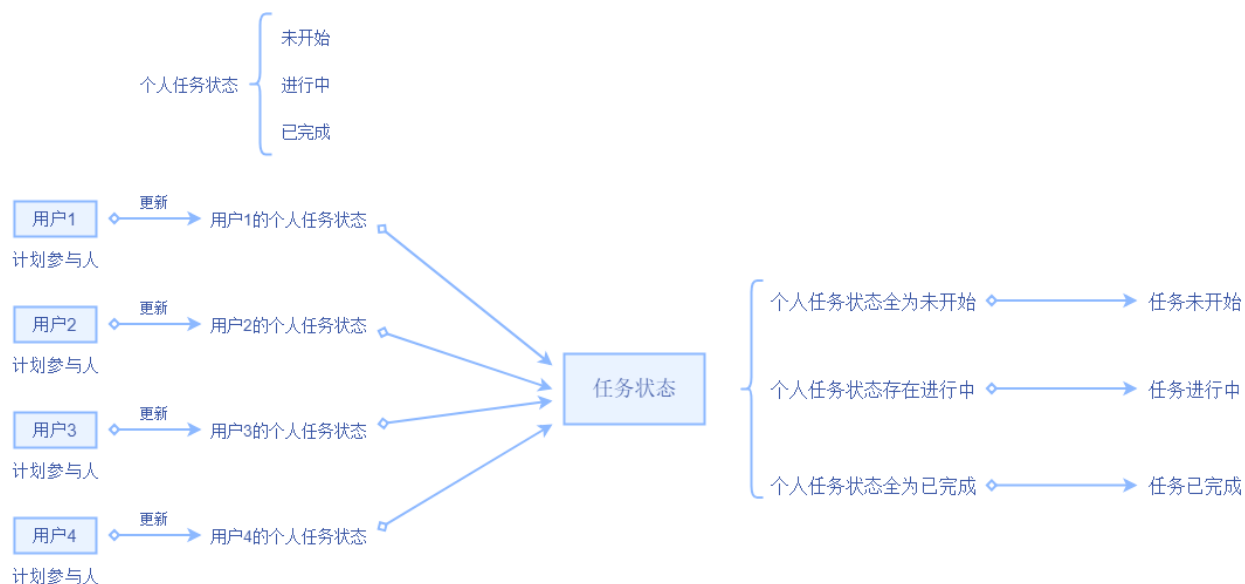 未开始
个人任务状态
进行中
已完成
用户1
更新
用户1的个人任务状态
计划参与人
用户2
更新
用户2的个人任务状态
计划参与人
用户3
更新
用户3的个人任务状态
计划参与人
用户4
更新
用户4的个人任务状态
计划参与人
任务状态
个人任务状态全为未开始
任务未开始
个人任务状态存在进行中
任务进行中
个人任务状态全为已完成
任务已完成